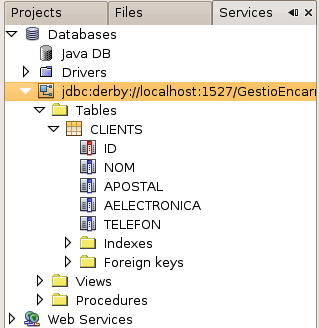 Projects Files Services
Databases
Java DB
Drivers
jdbc:derby://localhost:1527/GestioEncar
Tables
CLIENTS
ID
NOM
APOSTAL
AELECTRONICA
TELEFON
Indexes
Foreign keys
Views
Procedures
Web Services